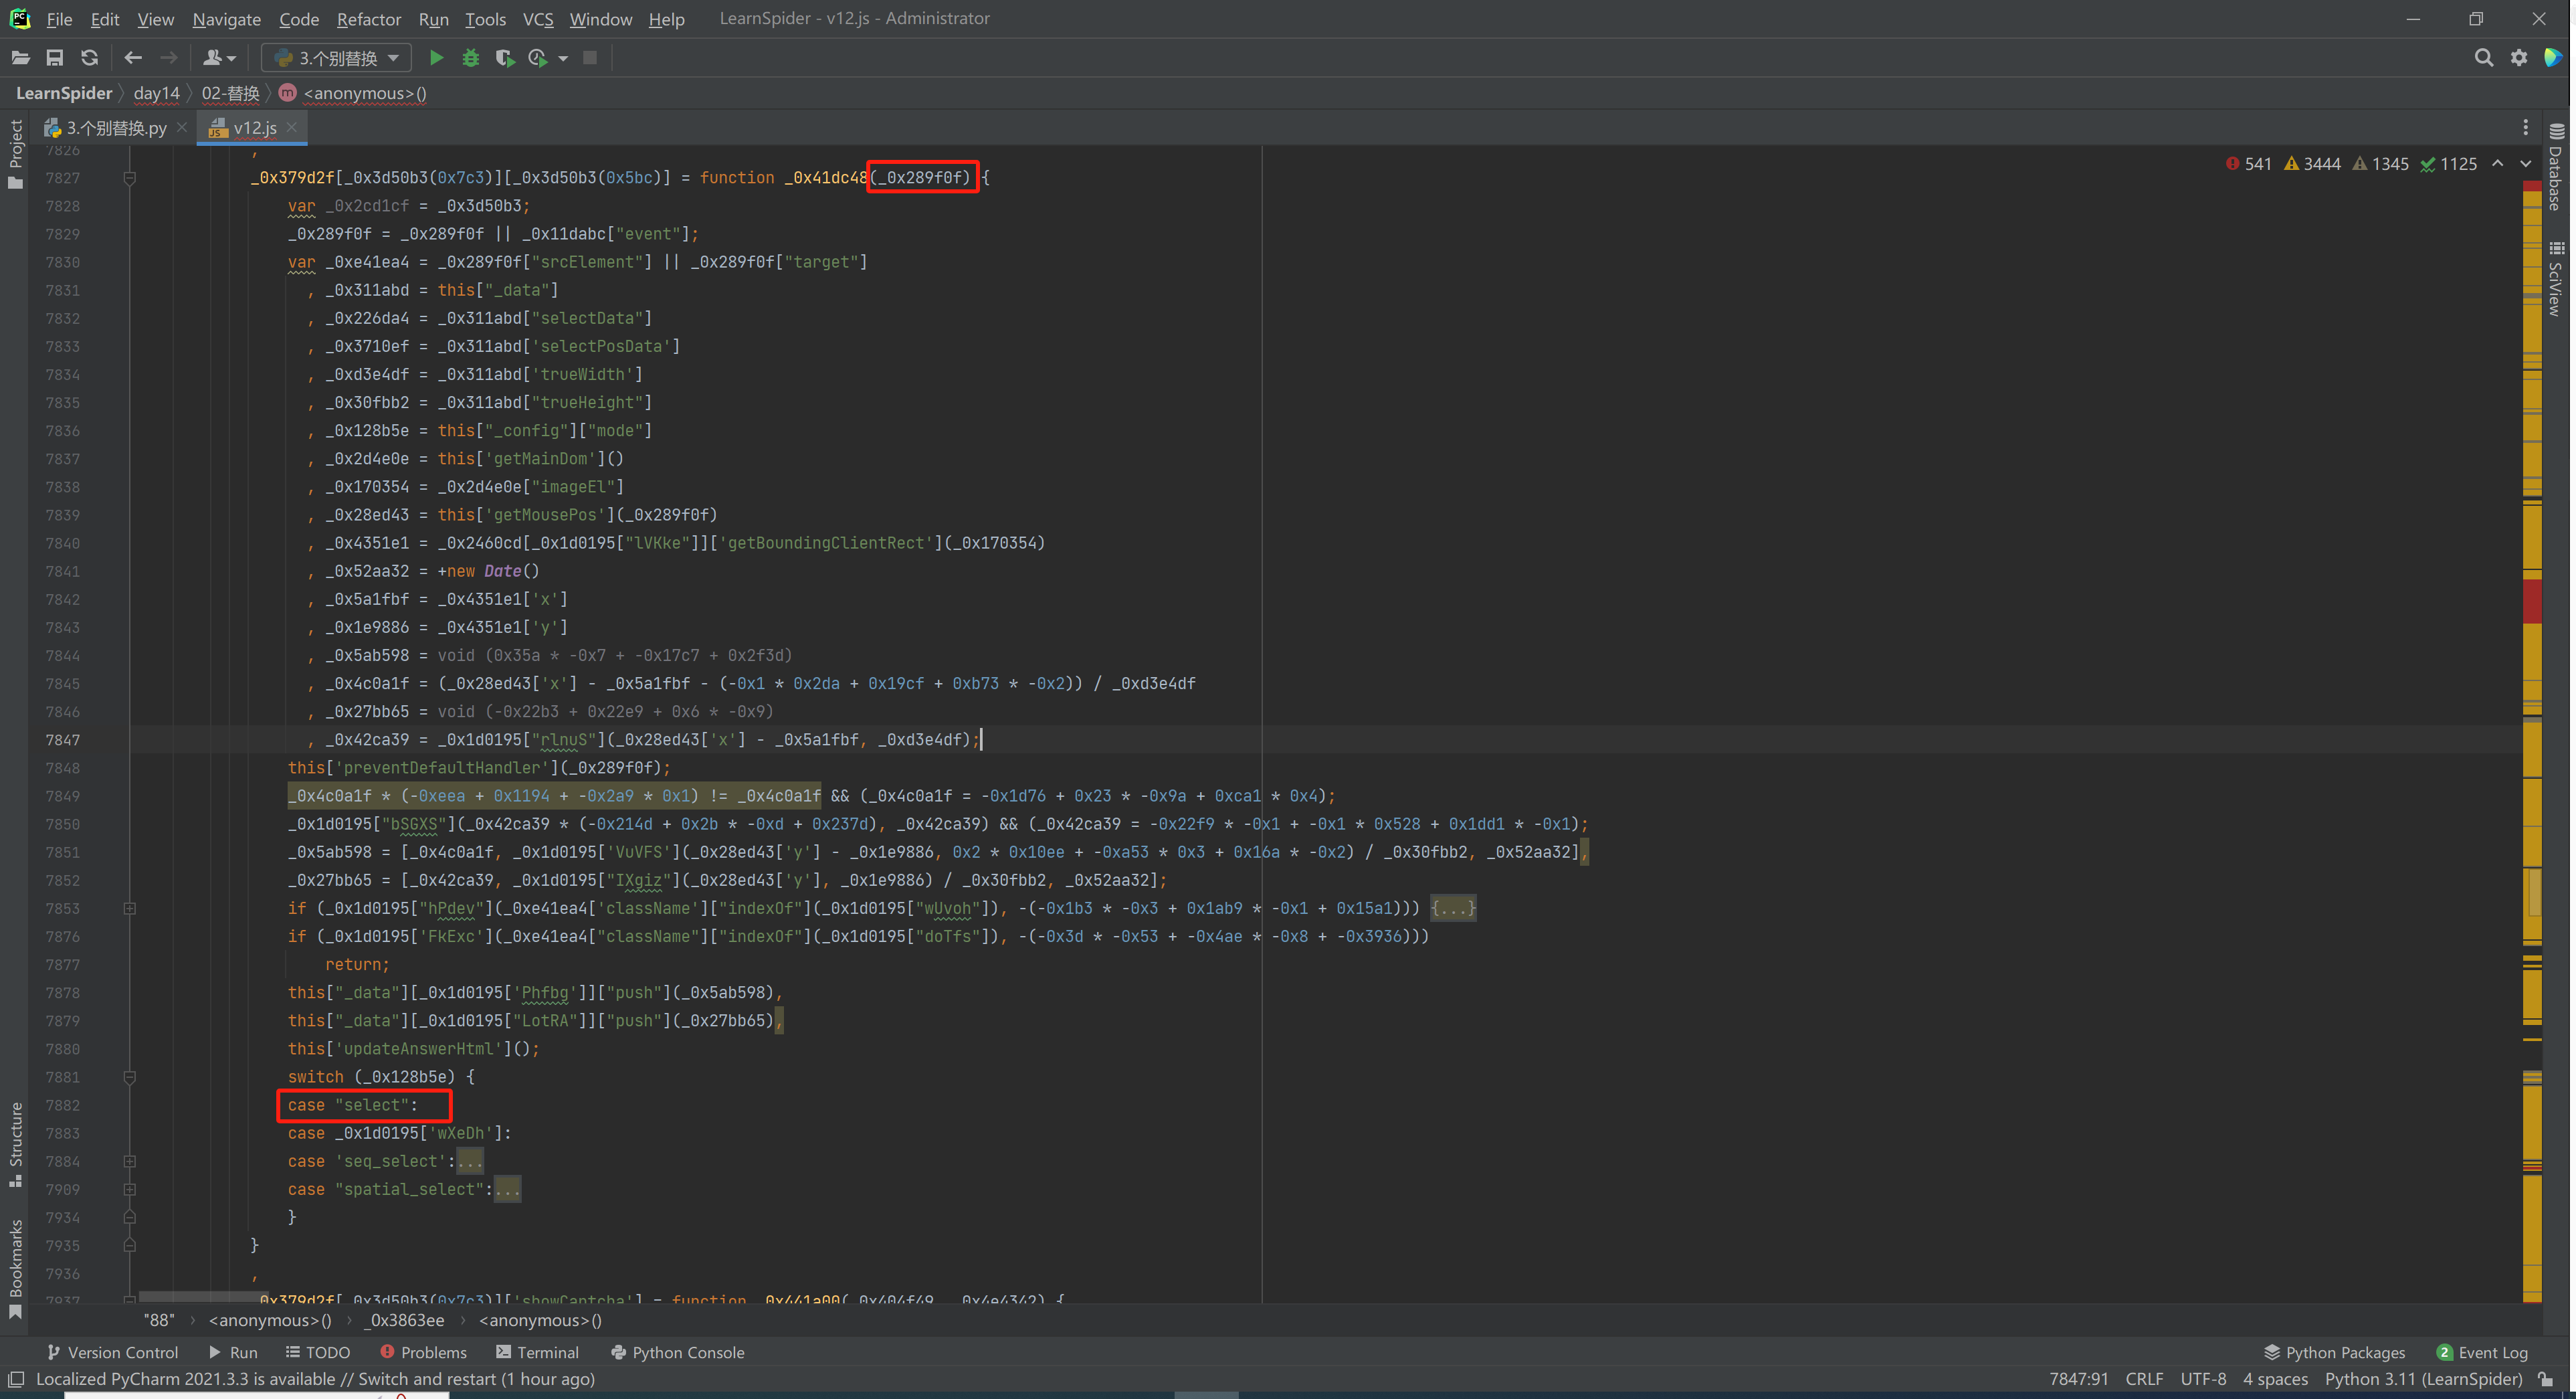 File Edit View Navigate Code Refactor Run Tools VCS Window Help LearnSpider - v12.js - Administrator
3.个别替换
LearnSpider day14 02-替换 <anonymous>()
3.个别替换.py v12.js
541 3444 1345 1125
7826 ,
7827 _0x379d2f[_0x3d50b3(0x7c3)][_0x3d50b3(0x5bc)] = function _0x41dc48(_0x289f0f) {
7828 var _0x2cd1cf = _0x3d50b3;
7829 _0x289f0f = _0x289f0f || _0x11dabc["event"];
7830 var _0xe41ea4 = _0x289f0f["srcElement"] || _0x289f0f["target"]
7831 , _0x311abd = this["_data"]
7832 , _0x226da4 = _0x311abd["selectData"]
7833 , _0x3710ef = _0x311abd['selectPosData']
7834 , _0xd3e4df = _0x311abd['trueWidth']
7835 , _0x30fbb2 = _0x311abd["trueHeight"]
7836 , _0x128b5e = this["_config"]["mode"]
7837 , _0x2d4e0e = this['getMainDom']()
7838 , _0x170354 = _0x2d4e0e["imageEl"]
7839 , _0x28ed43 = this['getMousePos'](_0x289f0f)
7840 , _0x4351e1 = _0x2460cd[_0x1d0195["lVKke"]]['getBoundingClientRect'](_0x170354)
7841 , _0x52aa32 = +new Date()
7842 , _0x5a1fbf = _0x4351e1['x']
7843 , _0x1e9886 = _0x4351e1['y']
7844 , _0x5ab598 = void (0x35a * -0x7 + -0x17c7 + 0x2f3d)
7845 , _0x4c0a1f = (_0x28ed43['x'] - _0x5a1fbf - (-0x1 * 0x2da + 0x19cf + 0xb73 * -0x2)) / _0xd3e4df
7846 , _0x27bb65 = void (-0x22b3 + 0x22e9 + 0x6 * -0x9)
7847 , _0x42ca39 = _0x1d0195["rlnuS"](_0x28ed43['x'] - _0x5a1fbf, _0xd3e4df);
7848 this['preventDefaultHandler'](_0x289f0f);
7849 _0x4c0a1f * (-0xeea + 0x1194 + -0x2a9 * 0x1) != _0x4c0a1f && (_0x4c0a1f = -0x1d76 + 0x23 * -0x9a + 0xca1 * 0x4);
7850 _0x1d0195["bSGXS"](_0x42ca39 * (-0x214d + 0x2b * -0xd + 0x237d), _0x42ca39) && (_0x42ca39 = -0x22f9 * -0x1 + -0x1 * 0x528 + 0x1dd1 * -0x1);
7851 _0x5ab598 = [_0x4c0a1f, _0x1d0195['VuVFS'](_0x28ed43['y'] - _0x1e9886, 0x2 * 0x10ee + -0xa53 * 0x3 + 0x16a * -0x2) / _0x30fbb2, _0x52aa32],
7852 _0x27bb65 = [_0x42ca39, _0x1d0195["IXgiz"](_0x28ed43['y'], _0x1e9886) / _0x30fbb2, _0x52aa32];
7853 if (_0x1d0195["hPdev"](_0xe41ea4['className']["indexOf"](_0x1d0195["wUvoh"]), -(-0x1b3 * -0x3 + 0x1ab9 * -0x1 + 0x15a1))) {...}
7876 if (_0x1d0195['FkExc'](_0xe41ea4["className"]["indexOf"](_0x1d0195["doTfs"]), -(-0x3d * -0x53 + -0x4ae * -0x8 + -0x3936)))
7877 return;
7878 this["_data"][_0x1d0195['Phfbg']]["push"](_0x5ab598),
7879 this["_data"][_0x1d0195["LotRA"]]["push"](_0x27bb65),
7880 this['updateAnswerHtml']();
7881 switch (_0x128b5e) {
7882 case "select":
7883 case _0x1d0195['wXeDh']:
7884 case 'seq_select':...
7909 case "spatial_select":...
7934 }
7935 }
7936 ,
7937 _0x379d2f[_0x3d50b3(0x7c3)]['showCaptcha'] = function _0x441a00(_0x404f49, _0x4e4342) {
Project
Structure
Bookmarks
Database
SciView
"88" <anonymous>() _0x3863ee <anonymous>()
Version Control Run TODO Problems Terminal Python Console Python Packages 2 Event Log
Localized PyCharm 2021.3.3 is available // Switch and restart (1 hour ago) 7847:91 CRLF UTF-8 4 spaces Python 3.11 (LearnSpider)